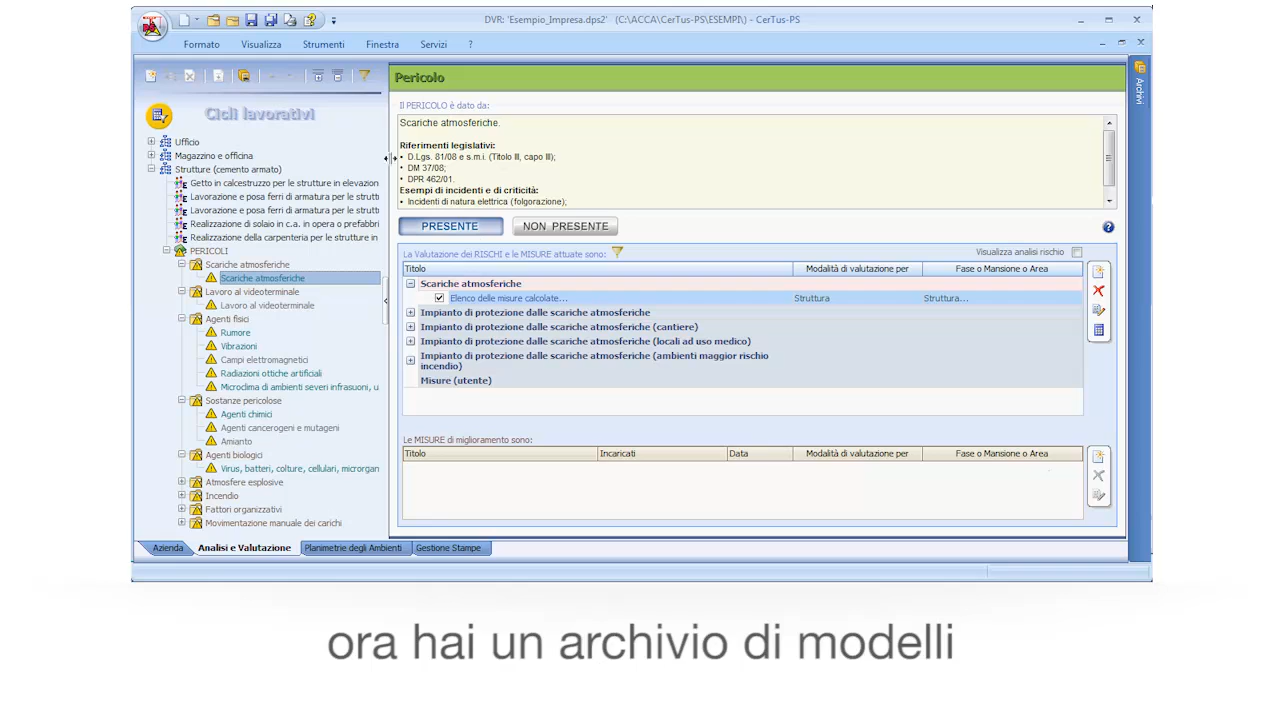 DVR: 'Esempio_Impresa.dps2' (C:\ACCA\CerTus-PS\ESEMPI\) - CerTus-PS
Formato Visualizza Strumenti Finestra Servizi ?
Cicli lavorativi
Ufficio
Magazzino e officina
Strutture (cemento armato)
Getto in calcestruzzo per le strutture in elevazion
Lavorazione e posa ferri di armatura per le strutt
Lavorazione e posa ferri di armatura per le strutt
Realizzazione di solaio in c.a. in opera o prefabbri
Realizzazione della carpenteria per le strutture in
PERICOLI
Scariche atmosferiche
Scariche atmosferiche
Lavoro al videoterminale
Lavoro al videoterminale
Agenti fisici
Rumore
Vibrazioni
Campi elettromagnetici
Radiazioni ottiche artificiali
Microclima di ambienti severi infrasuoni, u
Sostanze pericolose
Agenti chimici
Agenti cancerogeni e mutageni
Amianto
Agenti biologici
Virus, batteri, colture, cellulari, microrgan
Atmosfere esplosive
Incendio
Fattori organizzativi
Movimentazione manuale dei carichi
Pericolo
Il PERICOLO è dato da:
Scariche atmosferiche.
Riferimenti legislativi:
• D.Lgs. 81/08 e s.m.i. (Titolo III, capo III);
• DM 37/08;
• DPR 462/01.
Esempi di incidenti e di criticità:
• Incidenti di natura elettrica (folgorazione);
PRESENTE NON PRESENTE
La Valutazione dei RISCHI e le MISURE attuate sono: Visualizza analisi rischio
Titolo Modalità di valutazione per Fase o Mansione o Area
Scariche atmosferiche
Elenco delle misure calcolate... Struttura Struttura...
Impianto di protezione dalle scariche atmosferiche
Impianto di protezione dalle scariche atmosferiche (cantiere)
Impianto di protezione dalle scariche atmosferiche (locali ad uso medico)
Impianto di protezione dalle scariche atmosferiche (ambienti maggior rischio
incendio)
Misure (utente)
Le MISURE di miglioramento sono:
Titolo Incaricati Data Modalità di valutazione per Fase o Mansione o Area
Archivi
Azienda Analisi e Valutazione Planimetrie degli Ambienti Gestione Stampe
ora hai un archivio di modelli